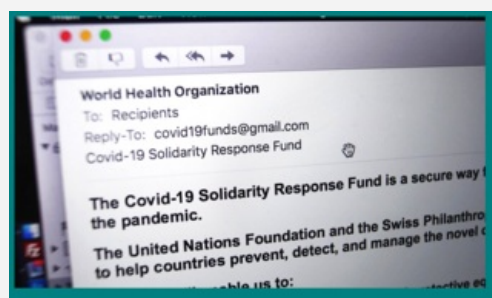 World Health Organization
To: Recipients
Reply-To: covid19funds@gmail.com
Covid-19 Solidarity Response Fund
The Covid-19 Solidarity Response Fund is a secure way
the pandemic.
The United Nations Foundation and the Swiss
to help countries prevent, detect, and manage the novel
us to: